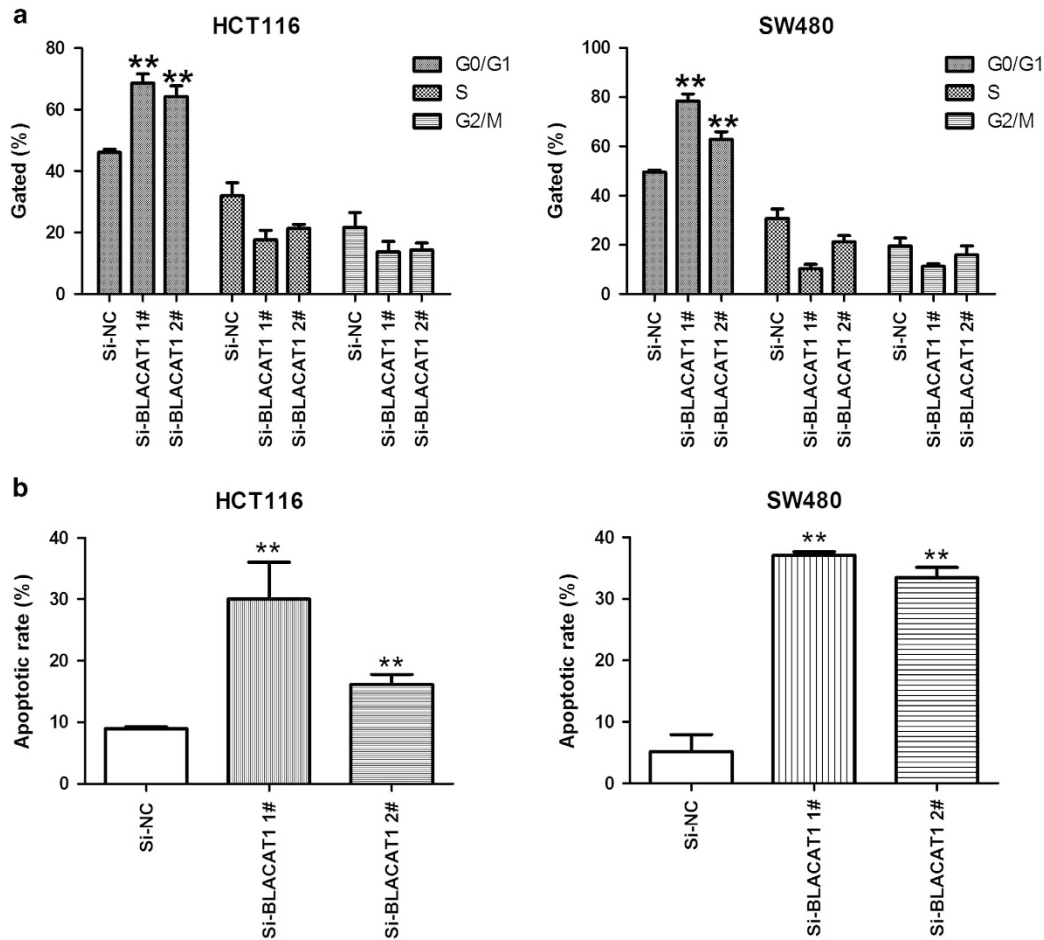 a
HCT116
Gated (%)
80
60
40
20
0
**
**
G0/G1
S
G2/M
Si-NC
Si-BLACAT1 1#
Si-BLACAT1 2#
Si-NC
Si-BLACAT1 1#
Si-BLACAT1 2#
Si-NC
Si-BLACAT1 1#
Si-BLACAT1 2#
SW480
Gated (%)
100
80
60
40
20
0
**
**
G0/G1
S
G2/M
Si-NC
Si-BLACAT1 1#
Si-BLACAT1 2#
Si-NC
Si-BLACAT1 1#
Si-BLACAT1 2#
Si-NC
Si-BLACAT1 1#
Si-BLACAT1 2#
b
HCT116
Apoptotic rate (%)
40
30
20
10
0
**
**
Si-NC
Si-BLACAT1 1#
Si-BLACAT1 2#
SW480
Apoptotic rate (%)
40
30
20
10
0
**
**
Si-NC
Si-BLACAT1 1#
Si-BLACAT1 2#